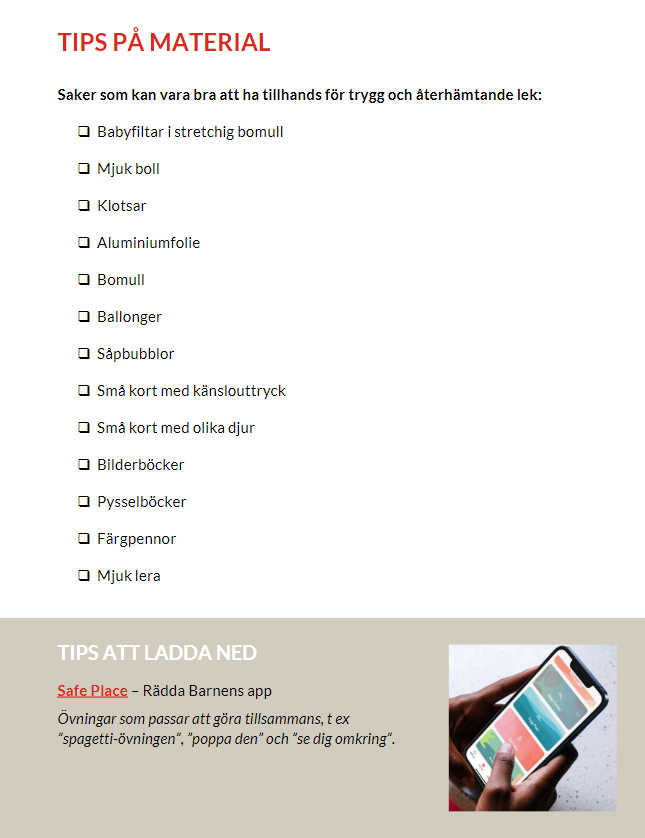 TIPS PÅ MATERIAL
Saker som kan vara bra att ha tillhands för trygg och återhämtande lek:
❑ Babyfiltar i stretchig bomull
❑ Mjuk boll
❑ Klotsar
❑ Aluminiumfolie
❑ Bomull
❑ Ballonger
❑ Såpbubblor
❑ Små kort med känslouttryck
❑ Små kort med olika djur
❑ Bilderböcker
❑ Pysselböcker
❑ Färgpennor
❑ Mjuk lera
TIPS ATT LADDA NED
Safe Place – Rädda Barnens app
Övningar som passar att göra tillsammans, t ex
”spagetti-övningen”, ”poppa den” och ”se dig omkring”.